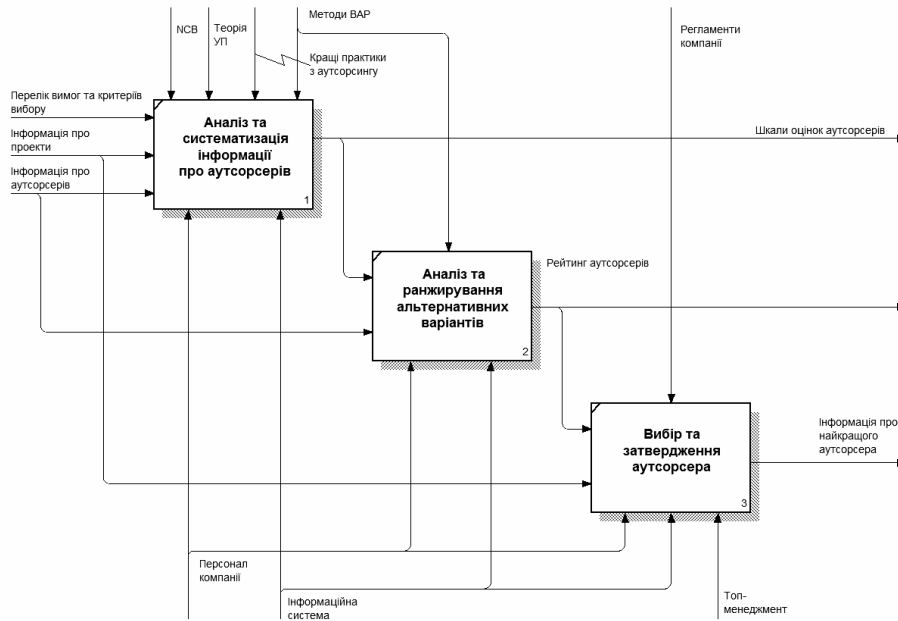 NCB
Теорія
УП
Методи ВАР
Кращі практики
з аутсорсингу
Регламенти
компанії
Перелік вимог та критеріїв
вибору
Інформація про
проекти
Інформація про
аутсорсерів
Аналіз та
систематизація
інформації
про аутсорсерів
1
Шкали оцінок аутсорсерів
Аналіз та
ранжирування
альтернативних
варіантів
2
Рейтинг аутсорсерів
Вибір та
затвердження
аутсорсера
3
Інформація про
найкращого
аутсорсера
Персонал
компанії
Інформаційна
система
Топ-
менеджмент